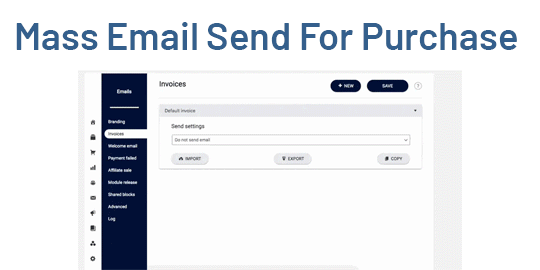 Mass Email Send For Purchase
Emails
Invoices
+ NEW
SAVE
?
Default invoice
Branding
Send settings
Invoices
Do not send email
Welcome email
Payment failed
IMPORT
EXPORT
COPY
Affiliate sale
Module release
Shared blocks
Advanced
Log